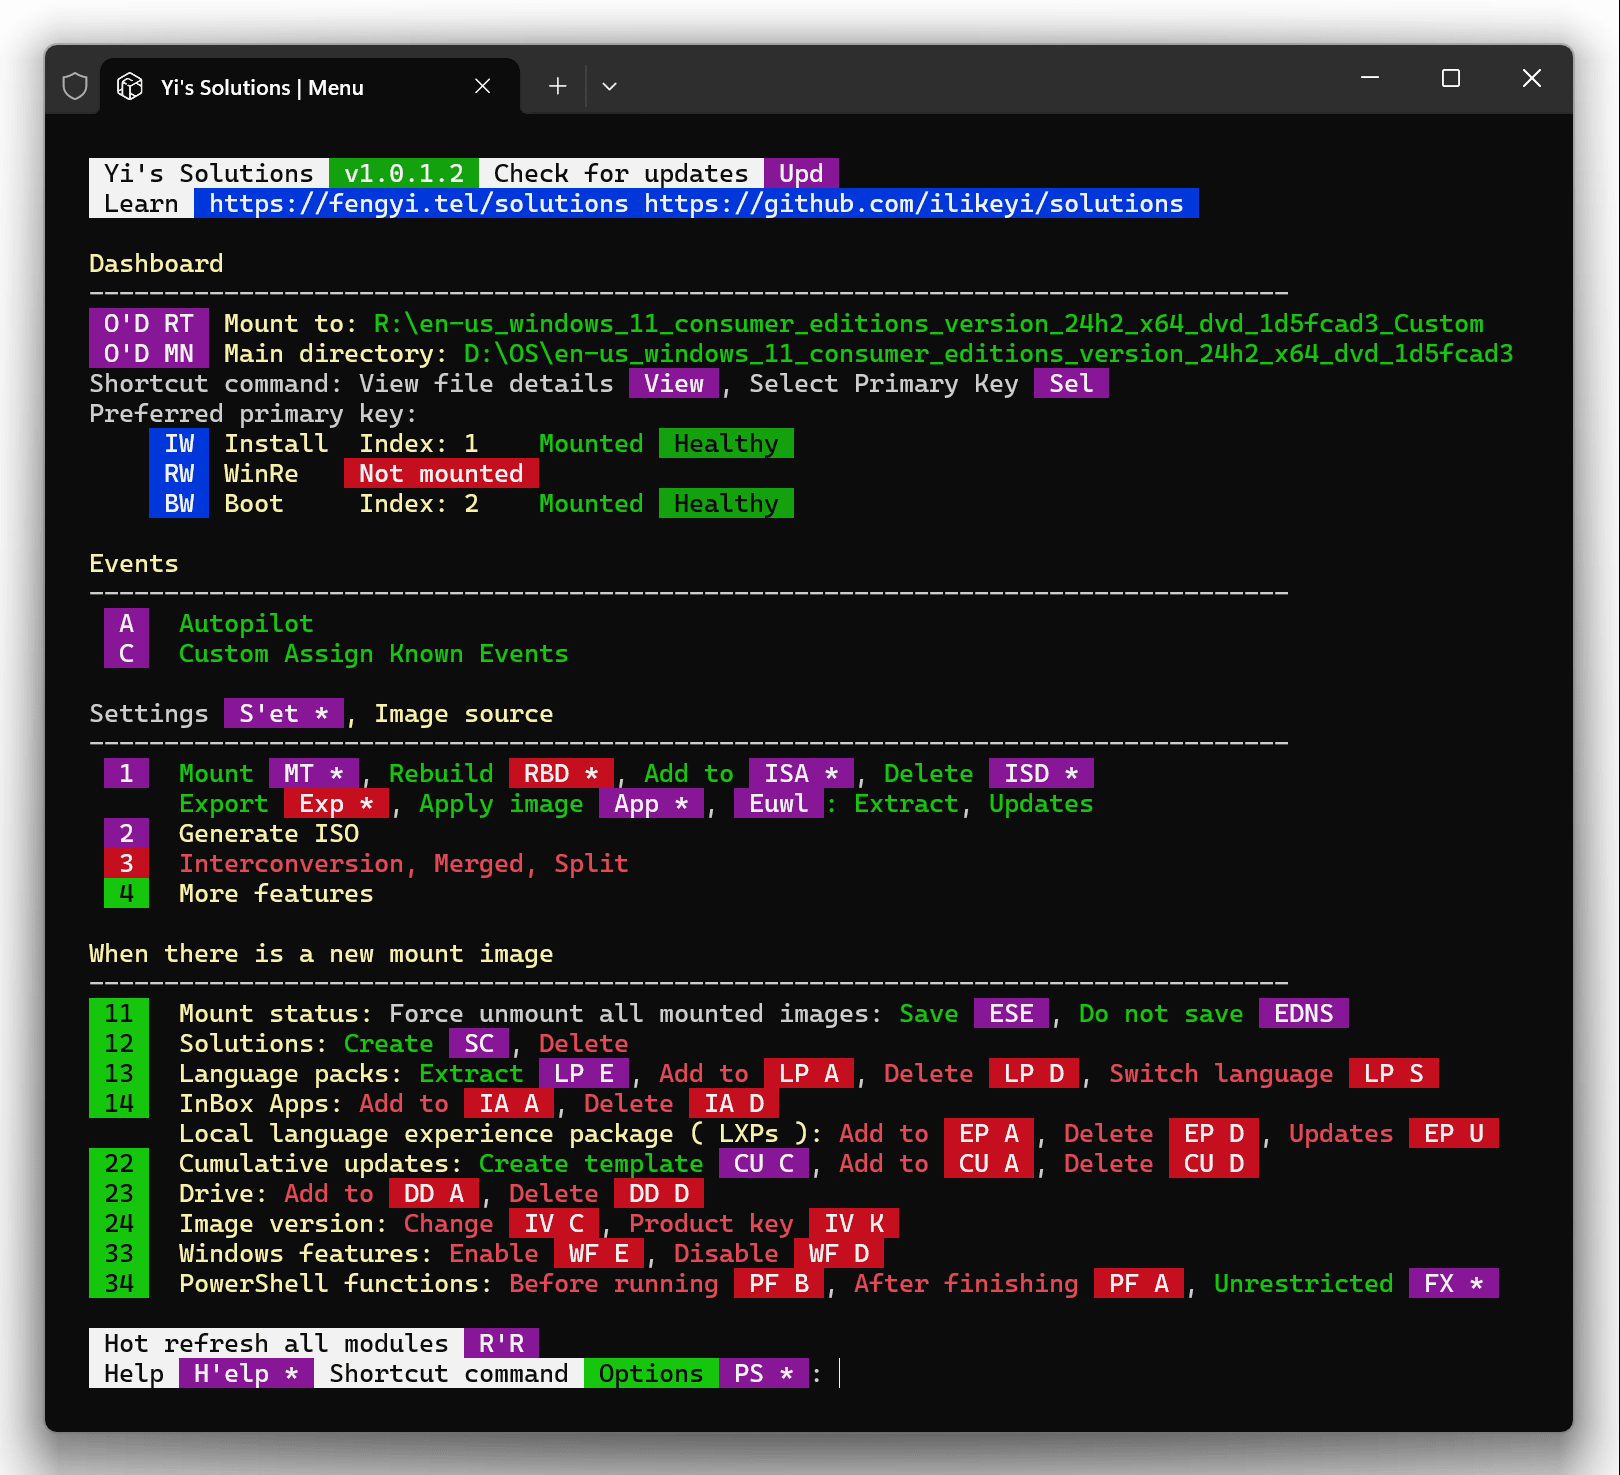 Yi's Solutions | Menu
Yi's Solutions v1.0.1.2 Check for updates Upd
Learn https://fengyi.tel/solutions https://github.com/ilikeyi/solutions
Dashboard
--------------------------------------------------------------------------------
O'D RT Mount to: R:\en-us_windows_11_consumer_editions_version_24h2_x64_dvd_1d5fcad3_Custom
O'D MN Main directory: D:\OS\en-us_windows_11_consumer_editions_version_24h2_x64_dvd_1d5fcad3
Shortcut command: View file details View , Select Primary Key Sel
Preferred primary key:
IW Install Index: 1 Mounted Healthy
RW WinRe Not mounted
BW Boot Index: 2 Mounted Healthy
Events
--------------------------------------------------------------------------------
A Autopilot
C Custom Assign Known Events
Settings S'et * , Image source
--------------------------------------------------------------------------------
1 Mount MT * , Rebuild RBD * , Add to ISA * , Delete ISD *
Export Exp * , Apply image App * , Euwl : Extract, Updates
2 Generate ISO
3 Interconversion, Merged, Split
4 More features
When there is a new mount image
--------------------------------------------------------------------------------
11 Mount status: Force unmount all mounted images: Save ESE , Do not save EDNS
12 Solutions: Create SC , Delete
13 Language packs: Extract LP E , Add to LP A , Delete LP D , Switch language LP S
14 InBox Apps: Add to IA A , Delete IA D
Local language experience package ( LXPs ): Add to EP A , Delete EP D , Updates EP U
22 Cumulative updates: Create template CU C , Add to CU A , Delete CU D
23 Drive: Add to DD A , Delete DD D
24 Image version: Change IV C , Product key IV K
33 Windows features: Enable WF E , Disable WF D
34 PowerShell functions: Before running PF B , After finishing PF A , Unrestricted FX *
Hot refresh all modules R'R
Help H'elp * Shortcut command Options PS * :